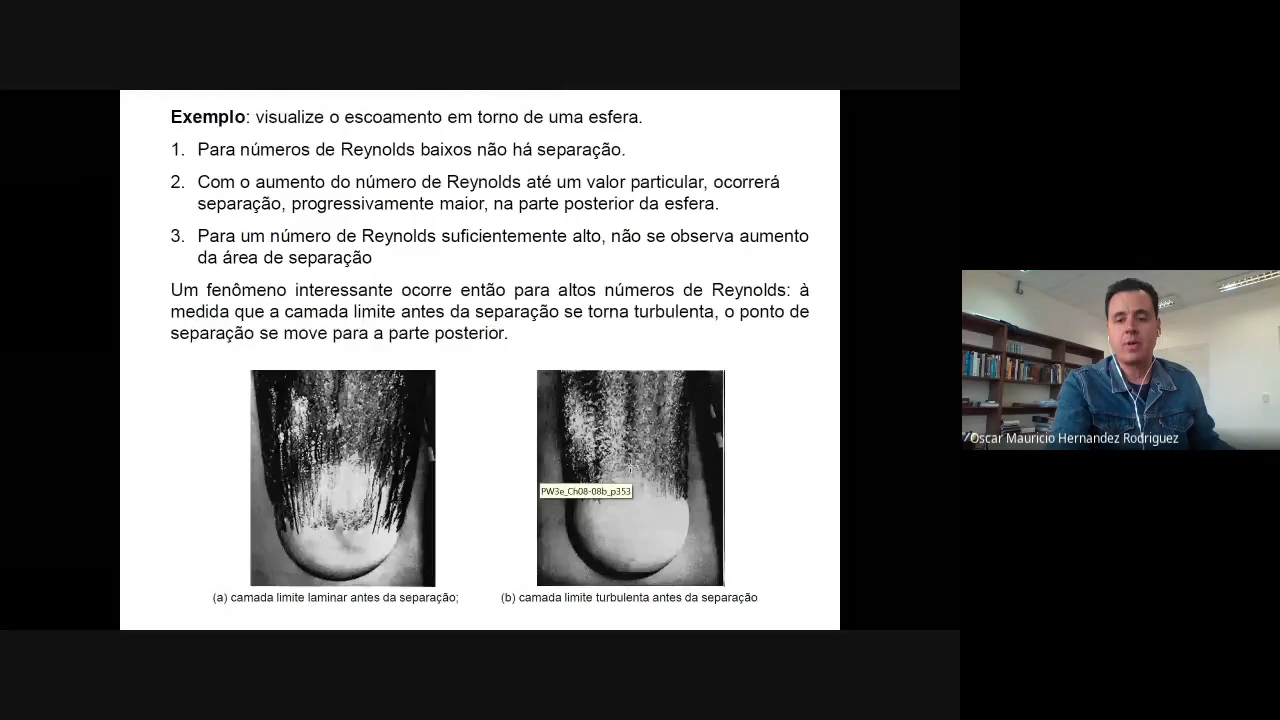 Exemplo: visualize o escoamento em torno de uma esfera.
1. Para números de Reynolds baixos não há separação.
2. Com o aumento do número de Reynolds até um valor particular, ocorrerá
separação, progressivamente maior, na parte posterior da esfera.
3. Para um número de Reynolds suficientemente alto, não se observa aumento
da área de separação
Um fenômeno interessante ocorre então para altos números de Reynolds: à
medida que a camada limite antes da separação se torna turbulenta, o ponto de
separação se move para a parte posterior.
PW3e_Ch08-08b_p353
(a) camada limite laminar antes da separação;
(b) camada limite turbulenta antes da separação
Oscar Mauricio Hernandez Rodriguez